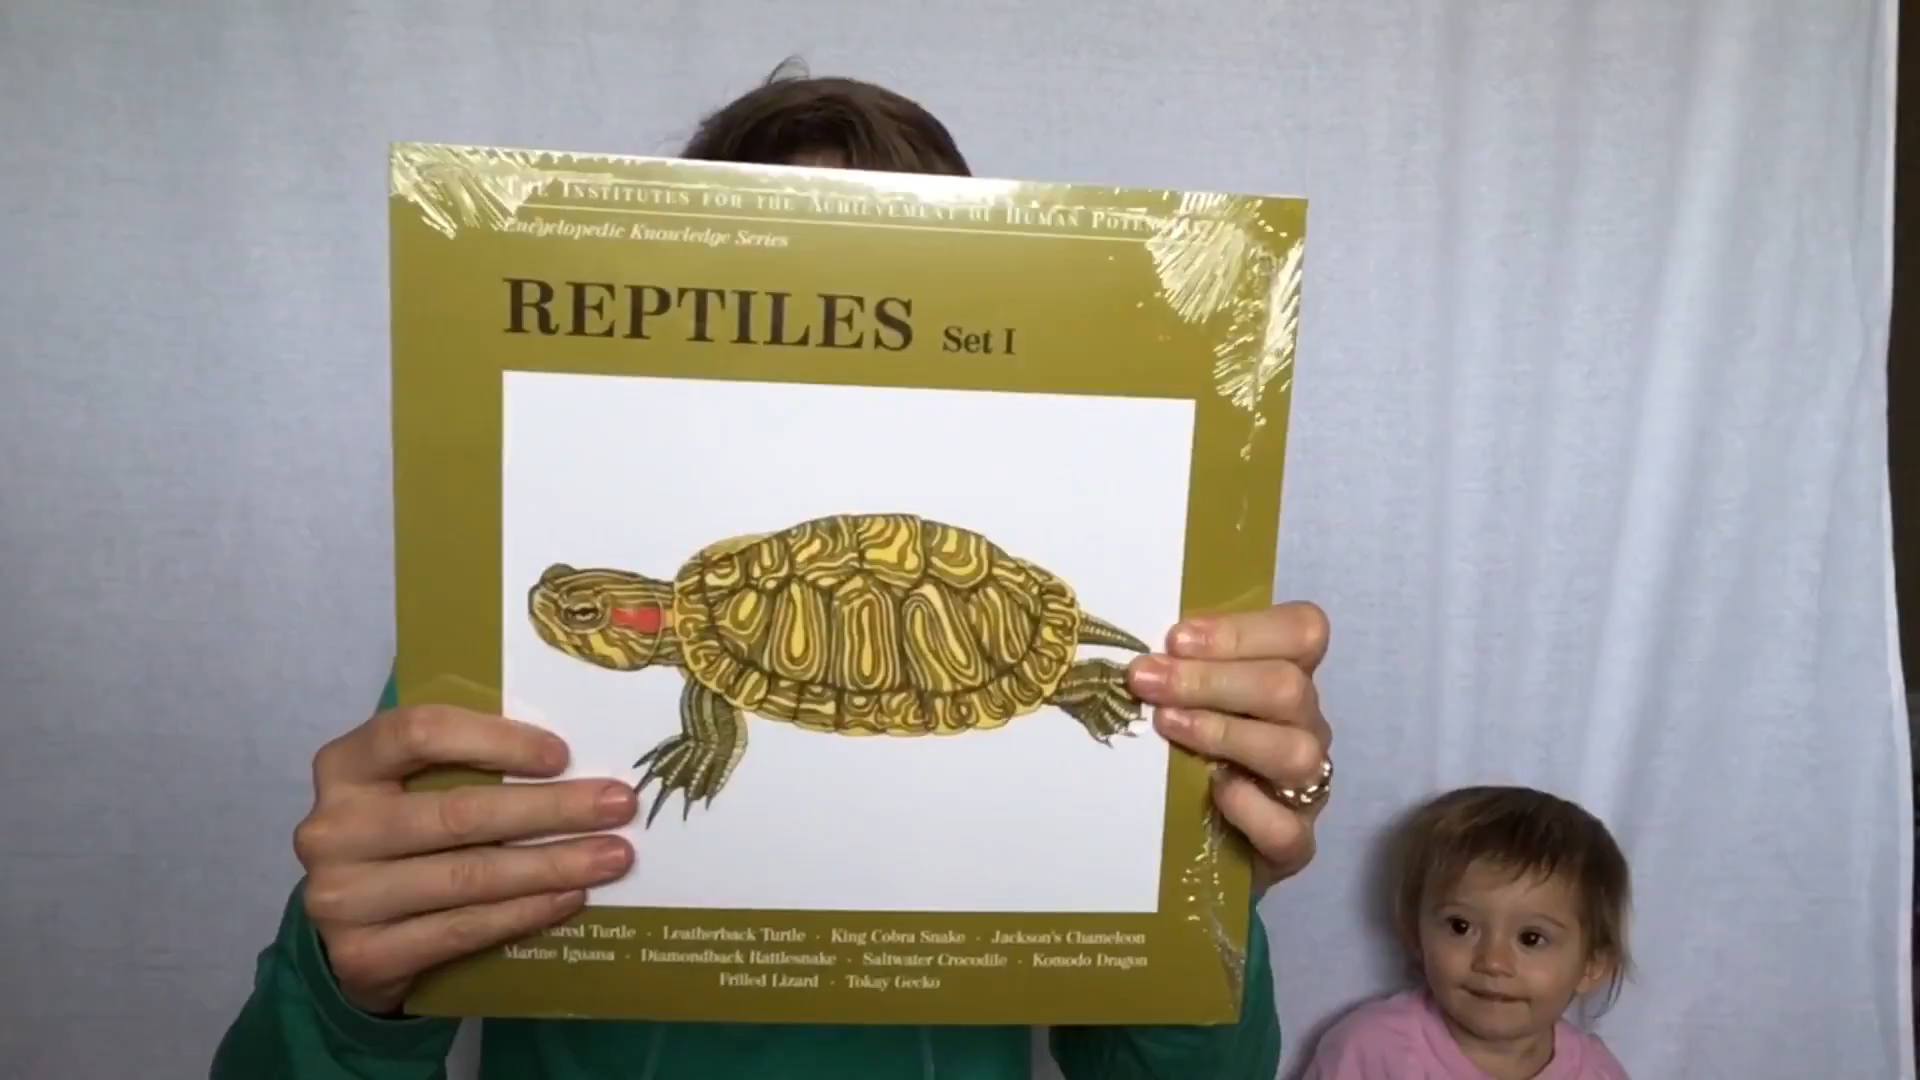 THE INSTITUTES FOR THE ACHIEVEMENT OF HUMAN POTENTIAL
Encyclopedic Knowledge Series
REPTILES Set I
Turtle · Leatherback Turtle · King Cobra Snake · Jackson's Chameleon
Marine Iguana · Diamondback Rattlesnake · Saltwater Crocodile · Komodo Dragon
Frilled Lizard · Tokay Gecko